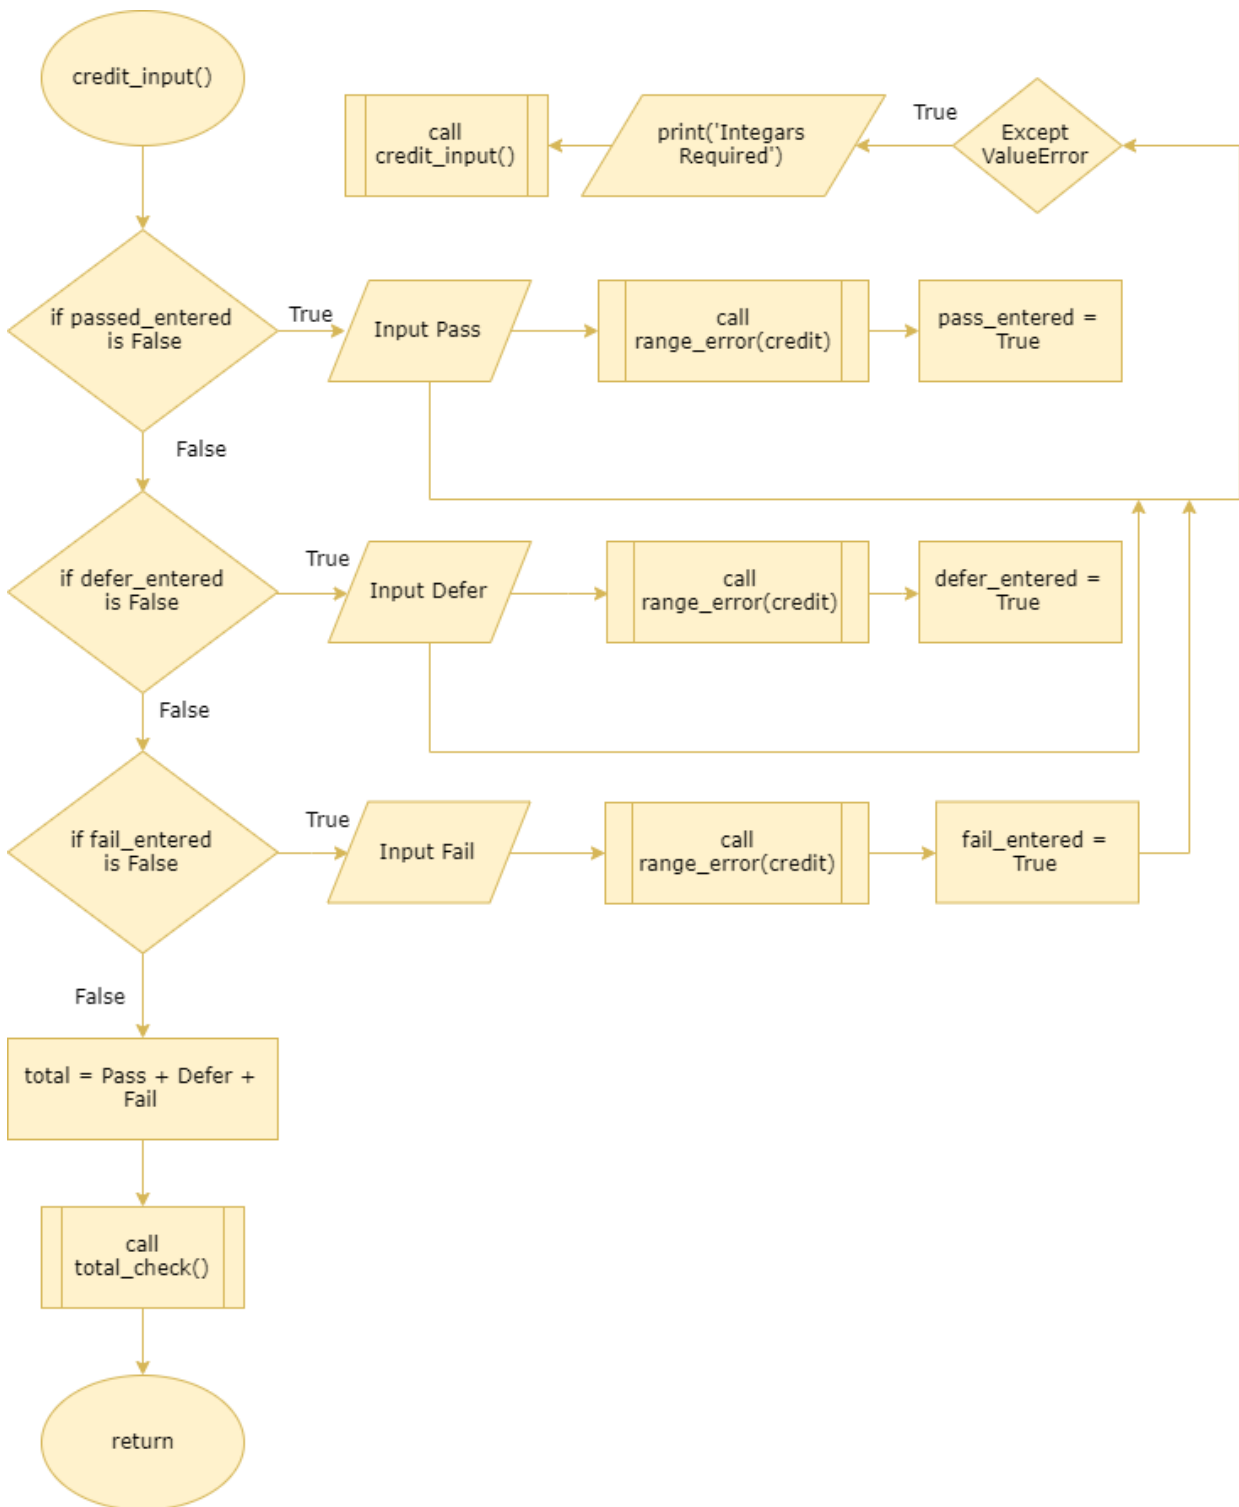 credit_input()
call
credit_input()
print('Integars
Required')
True
Except
ValueError
if passed_entered
is False
True
Input Pass
call
range_error(credit)
pass_entered =
True
False
if defer_entered
is False
True
Input Defer
call
range_error(credit)
defer_entered =
True
False
if fail_entered
is False
True
Input Fail
call
range_error(credit)
fail_entered =
True
False
total = Pass + Defer +
Fail
call
total_check()
return